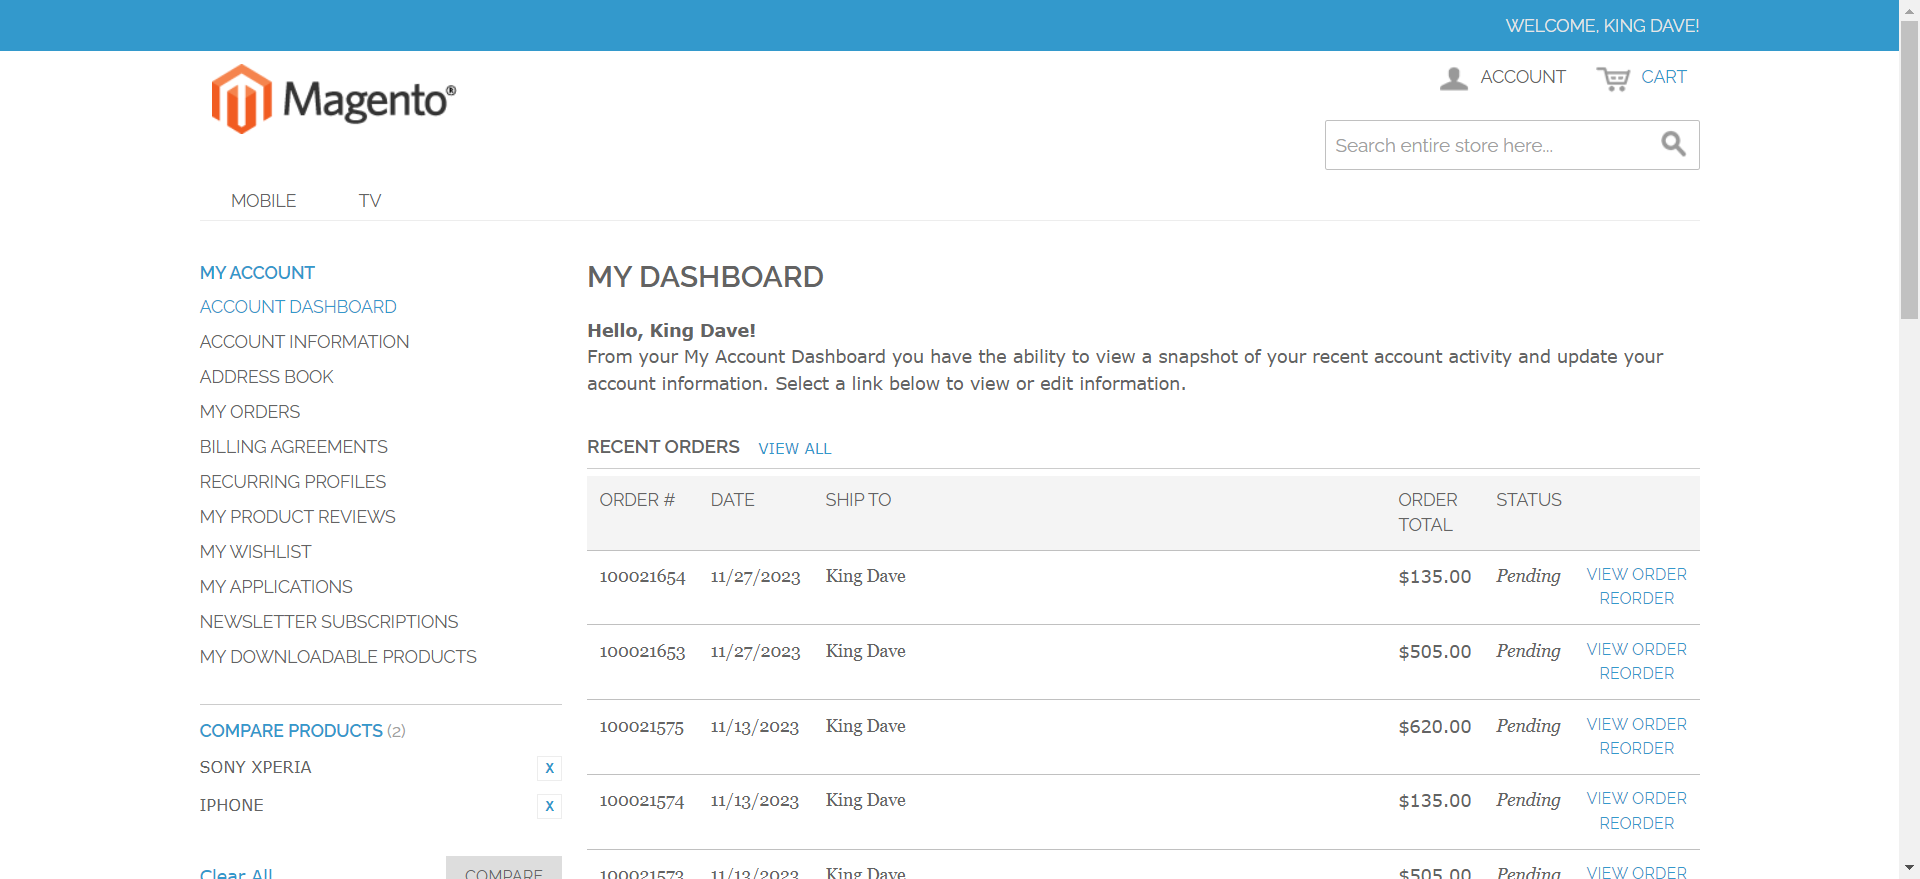 WELCOME, KING DAVE!
Magento®
ACCOUNT
CART
Search entire store here...
MOBILE
TV
MY ACCOUNT
ACCOUNT DASHBOARD
ACCOUNT INFORMATION
ADDRESS BOOK
MY ORDERS
BILLING AGREEMENTS
RECURRING PROFILES
MY PRODUCT REVIEWS
MY WISHLIST
MY APPLICATIONS
NEWSLETTER SUBSCRIPTIONS
MY DOWNLOADABLE PRODUCTS
COMPARE PRODUCTS (2)
SONY XPERIA X
IPHONE X
Clear All COMPARE
MY DASHBOARD
Hello, King Dave!
From your My Account Dashboard you have the ability to view a snapshot of your recent account activity and update your
account information. Select a link below to view or edit information.
RECENT ORDERS VIEW ALL
ORDER # DATE SHIP TO ORDER TOTAL STATUS
100021654 11/27/2023 King Dave $135.00 Pending VIEW ORDER
REORDER
100021653 11/27/2023 King Dave $505.00 Pending VIEW ORDER
REORDER
100021575 11/13/2023 King Dave $620.00 Pending VIEW ORDER
REORDER
100021574 11/13/2023 King Dave $135.00 Pending VIEW ORDER
REORDER
100021573 11/13/2023 King Dave $505.00 Pending VIEW ORDER